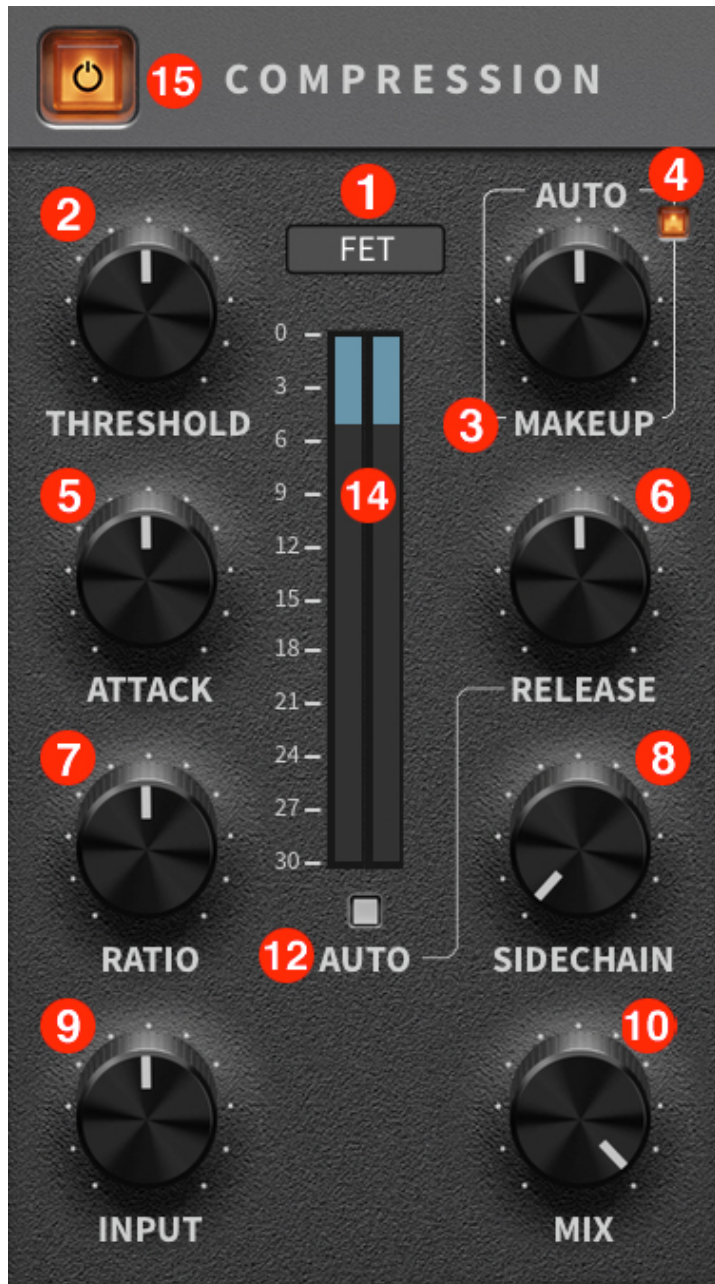 15 COMPRESSION
4
1
2
AUTO
FET
0
3
6
9
12
15
18
21
24
27
30
THRESHOLD
3 MAKEUP
5
14
6
ATTACK
RELEASE
7
8
RATIO
12 AUTO
SIDECHAIN
9
10
INPUT
MIX